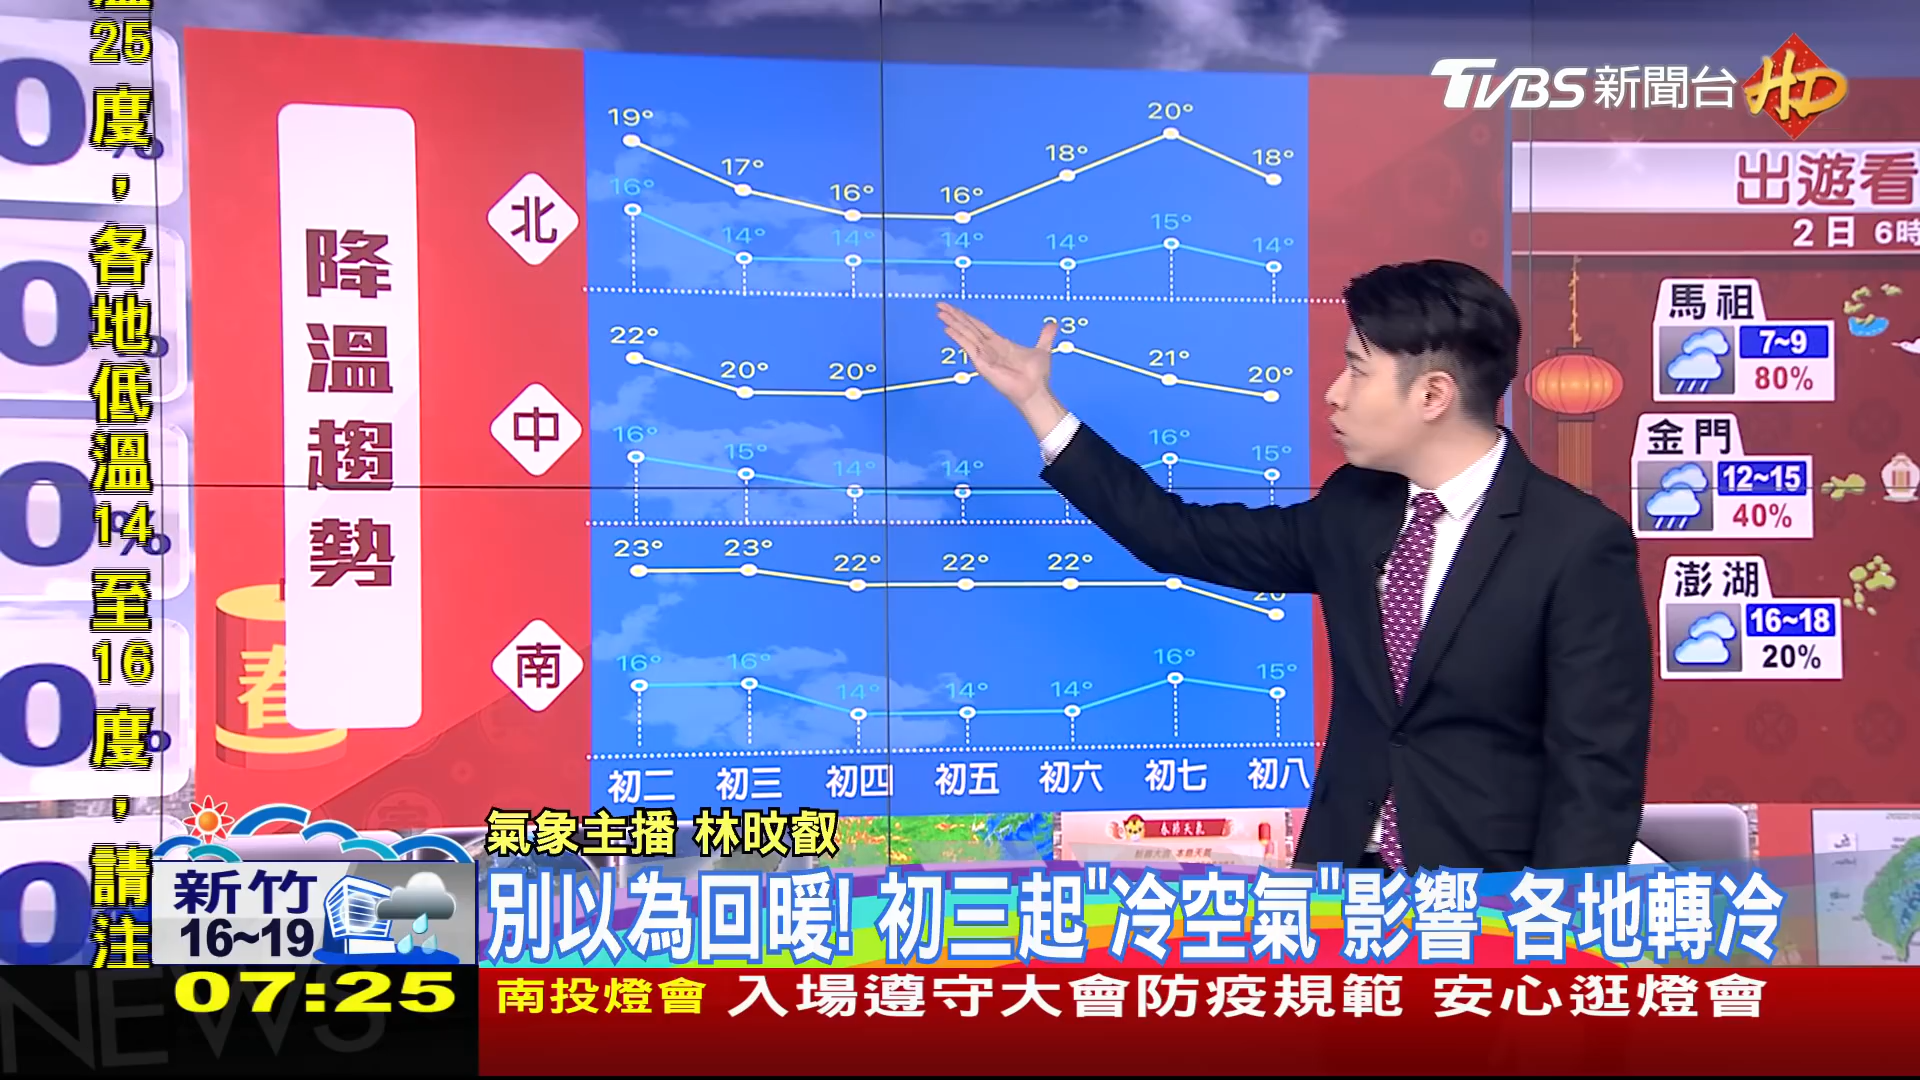 溫25度，各地低溫14至16度，請注
TVBS新聞台 HD
降溫趨勢
北
19° 17° 16° 16° 18° 20° 18°
16° 14° 14° 14° 14° 15° 14°
中
22° 20° 20° 21 23° 21° 20°
16° 15° 14° 14° 16° 15°
南
23° 23° 22° 22° 22° 20
16° 16° 14° 14° 14° 16° 15°
初二 初三 初四 初五 初六 初七 初八
春
出遊看
2日 6時
馬祖
7~9
80%
金門
12~15
40%
澎湖
16~18
20%
春節天氣
氣象主播 林旼叡
新竹
16~19
別以為回暖! 初三起"冷空氣"影響 各地轉冷
07:25
南投燈會 入場遵守大會防疫規範 安心逛燈會
NEWS